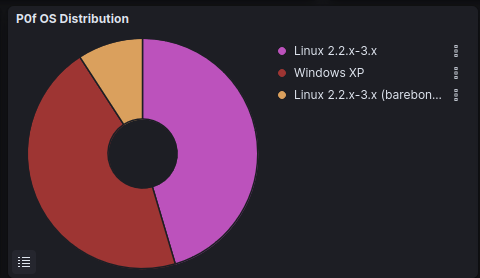 P0f OS Distribution
Linux 2.2.x-3.x
Windows XP
Linux 2.2.x-3.x (barebon...